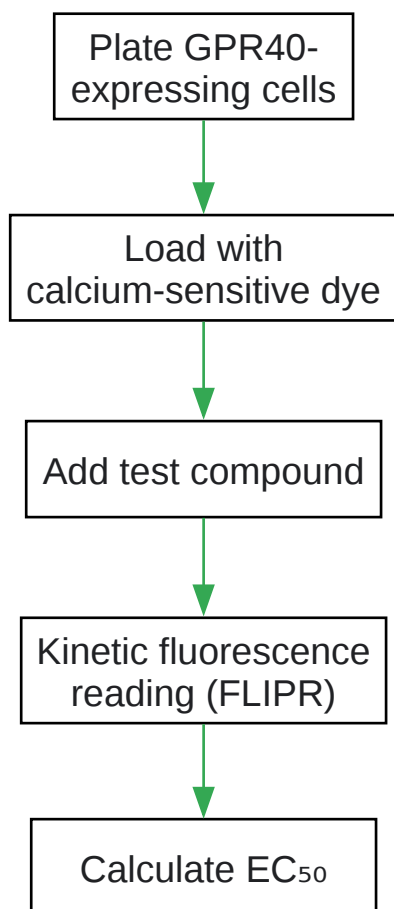 Plate GPR40-
expressing cells
Load with
calcium-sensitive dye
Add test compound
Kinetic fluorescence
reading (FLIPR)
Calculate EC₅₀